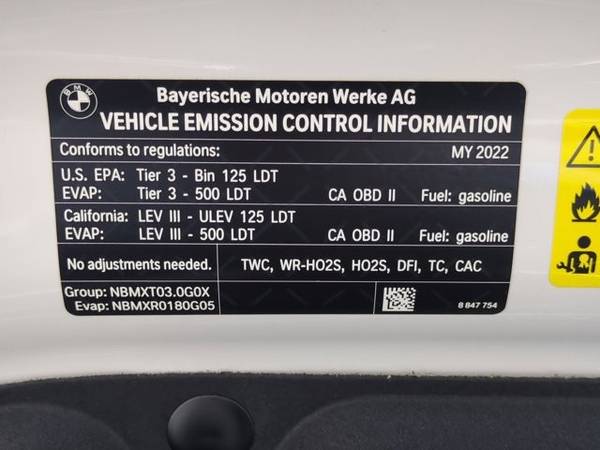 BMW
Bayerische Motoren Werke AG
VEHICLE EMISSION CONTROL INFORMATION
Conforms to regulations: MY 2022
U.S. EPA: Tier 3 - Bin 125 LDT
EVAP: Tier 3 - 500 LDT CA OBD II Fuel: gasoline
California: LEV III - ULEV 125 LDT
EVAP: LEV III - 500 LDT CA OBD II Fuel: gasoline
No adjustments needed. TWC, WR-HO2S, HO2S, DFI, TC, CAC
Group: NBMXT03.0G0X
Evap: NBMXR0180G05 8 847 754